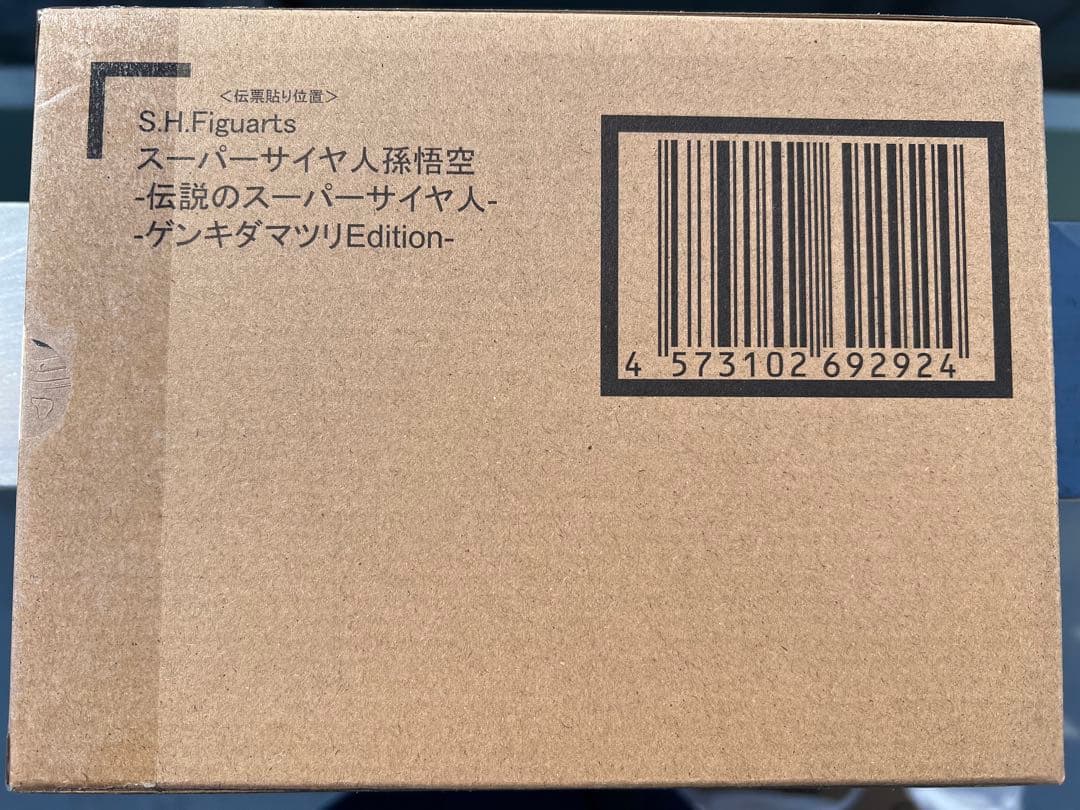 ＜伝票貼り位置＞
S.H.Figuarts
スーパーサイヤ人孫悟空
-伝説のスーパーサイヤ人-
-ゲンキダマツリEdition-
4 573102 692924